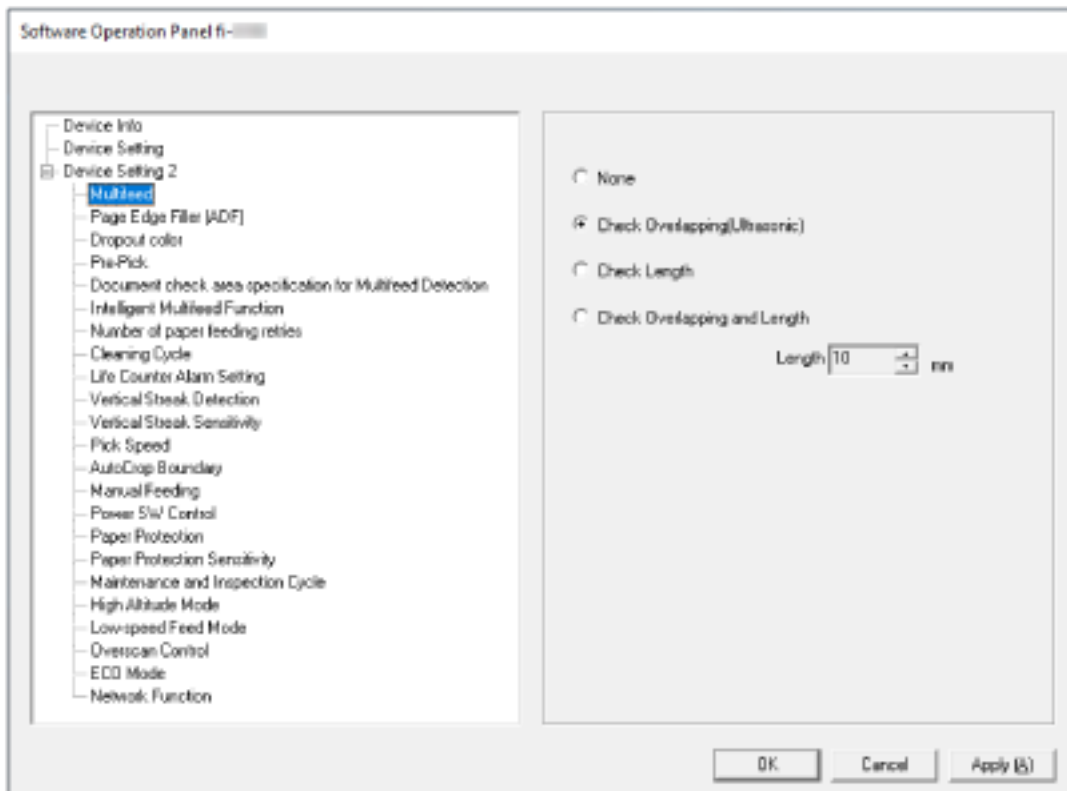 Software Operation Panel fi-
Device Info
Device Setting
Device Setting 2
Multifeed
Page Edge Filler [ADF]
Dropout color
Pre-Pick
Document check area specification for Multifeed Detection
Intelligent Multifeed Function
Number of paper feeding retries
Cleaning Cycle
Life Counter Alarm Setting
Vertical Streak Detection
Vertical Streak Sensitivity
Pick Speed
AutoCrop Boundary
Manual Feeding
Power SW Control
Paper Protection
Paper Protection Sensitivity
Maintenance and Inspection Cycle
High Altitude Mode
Low-speed Feed Mode
Overscan Control
ECO Mode
Network Function
None
Check Overlapping(Ultrasonic)
Check Length
Check Overlapping and Length
Length 10 mm
OK Cancel Apply (A)